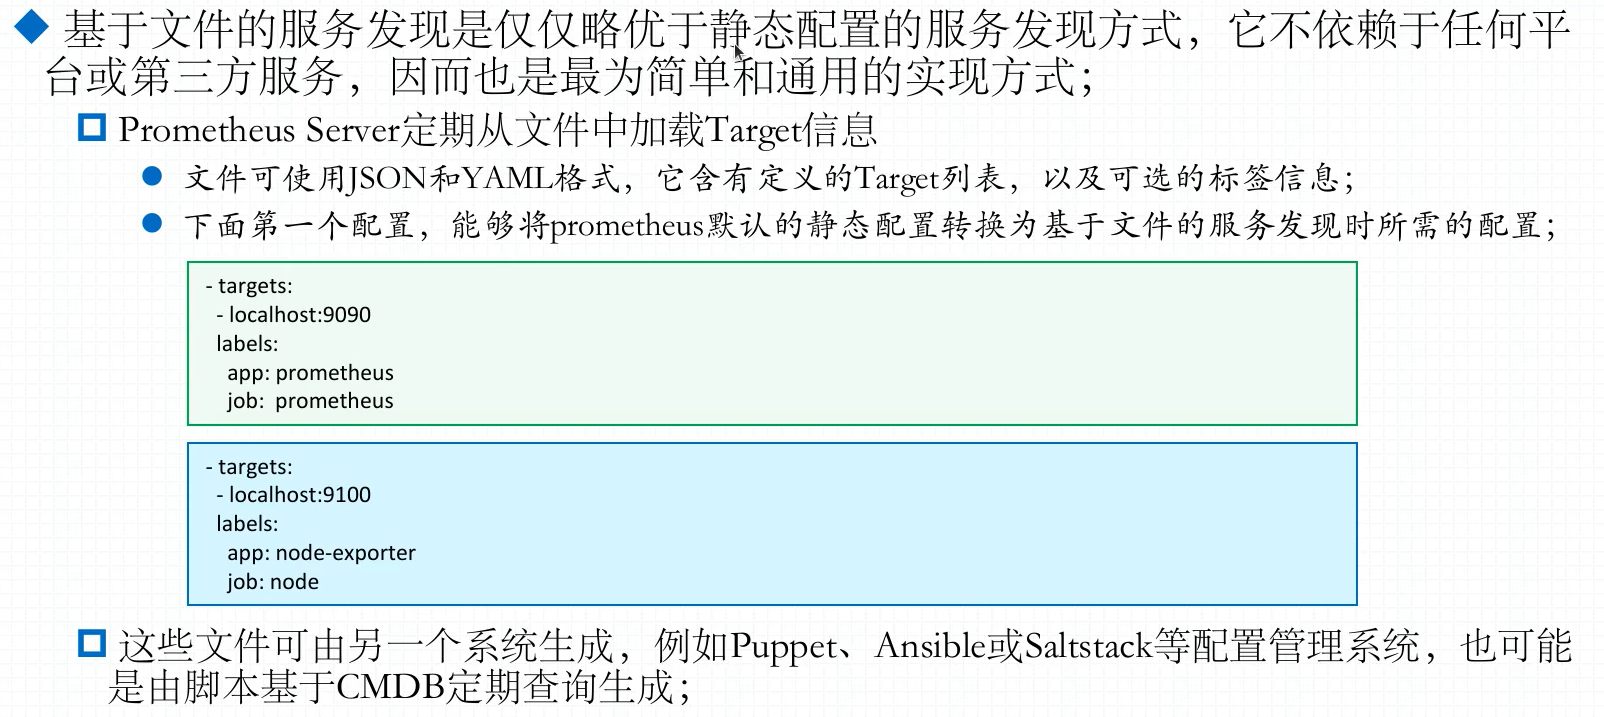 基于文件的服务发现是仅仅略优于静态配置的服务发现方式，它不依赖于任何平
台或第三方服务，因而也是最为简单和通用的实现方式；
Prometheus Server定期从文件中加载Target信息
文件可使用JSON和YAML格式，它含有定义的Target列表，以及可选的标签信息；
下面第一个配置，能够将prometheus默认的静态配置转换为基于文件的服务发现时所需的配置；
- targets:
- localhost:9090
labels:
app: prometheus
job:  prometheus
- targets:
- localhost:9100
labels:
app: node-exporter
job: node
这些文件可由另一个系统生成，例如Puppet、Ansible或Saltstack等配置管理系统，也可能
是由脚本基于CMDB定期查询生成；